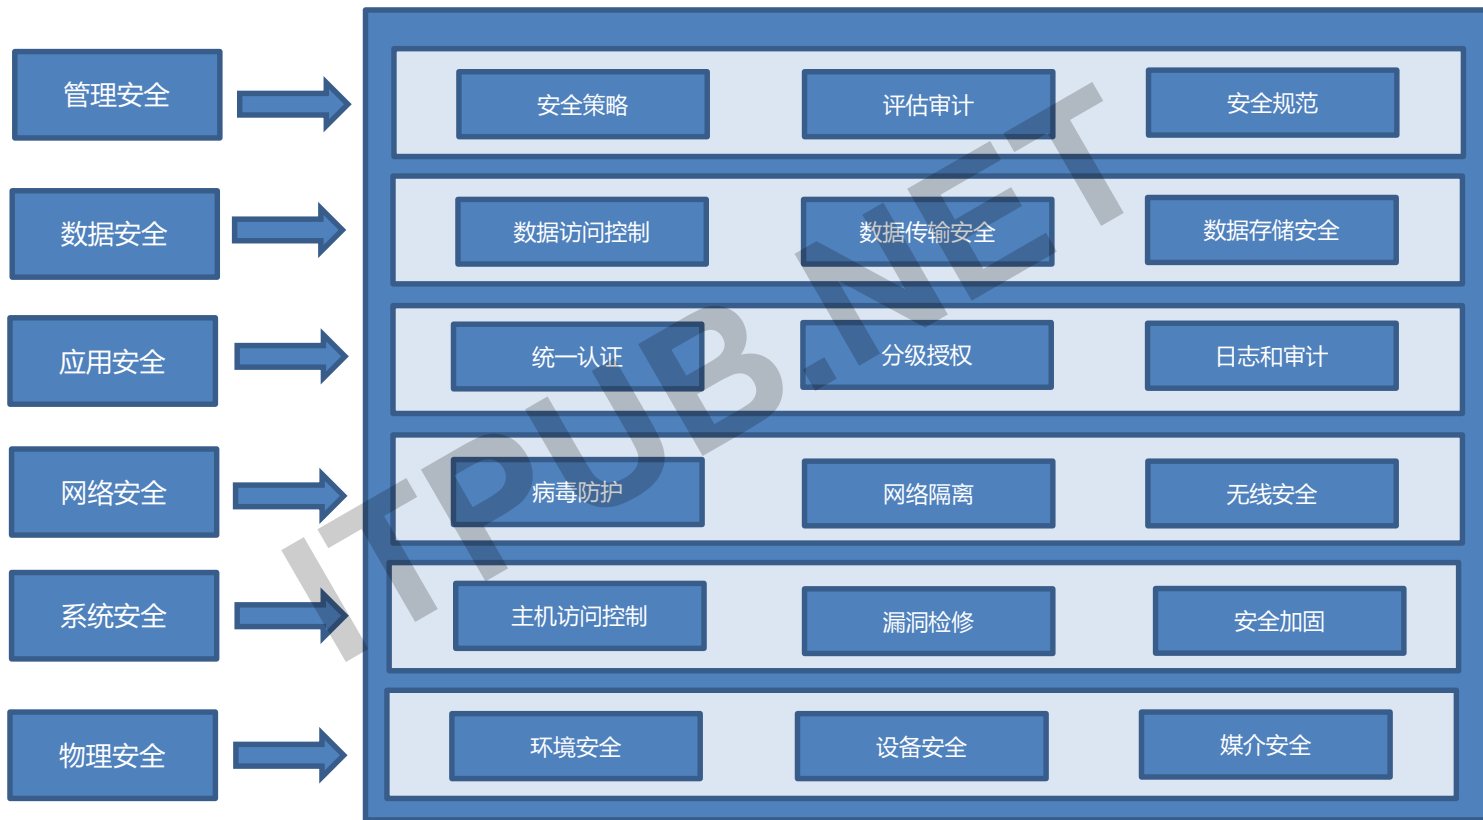 管理安全
安全策略
评估审计
安全规范
数据安全
数据访问控制
数据传输安全
数据存储安全
应用安全
统一认证
分级授权
日志和审计
网络安全
病毒防护
网络隔离
无线安全
系统安全
主机访问控制
漏洞检修
安全加固
物理安全
环境安全
设备安全
媒介安全
ITPUB.NET